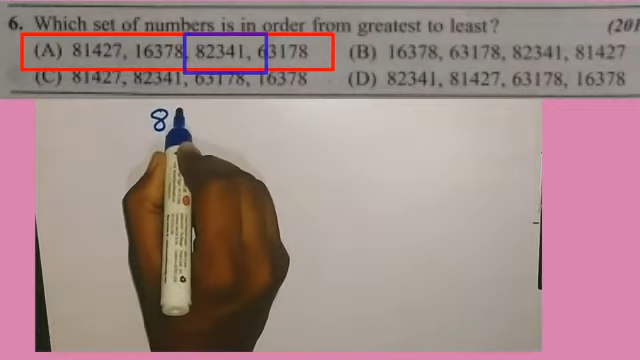 6. Which set of numbers is in order from greatest to least? (201
(A) 81427, 16378, 82341, 63178 (B) 16378, 63178, 82341, 81427
(C) 81427, 82341, 63178, 16378 (D) 82341, 81427, 63178, 16378
8